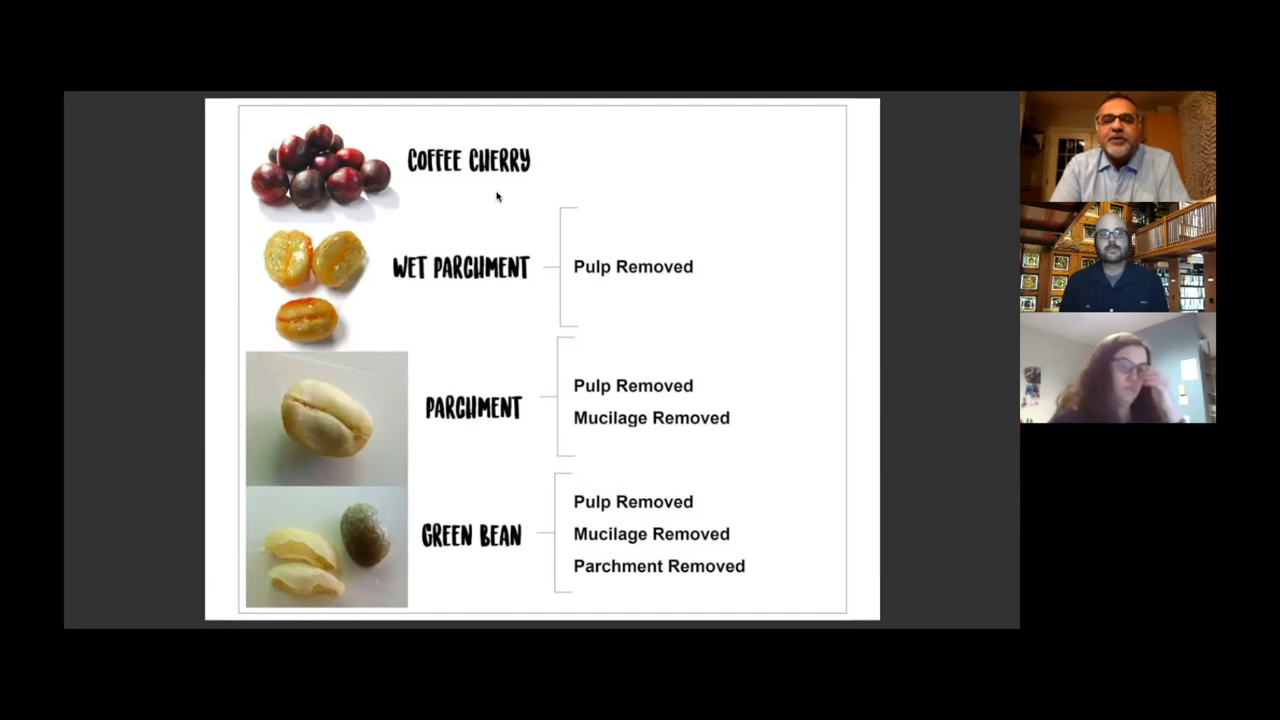 COFFEE CHERRY
WET PARCHMENT
Pulp Removed
PARCHMENT
Pulp Removed
Mucilage Removed
GREEN BEAN
Pulp Removed
Mucilage Removed
Parchment Removed